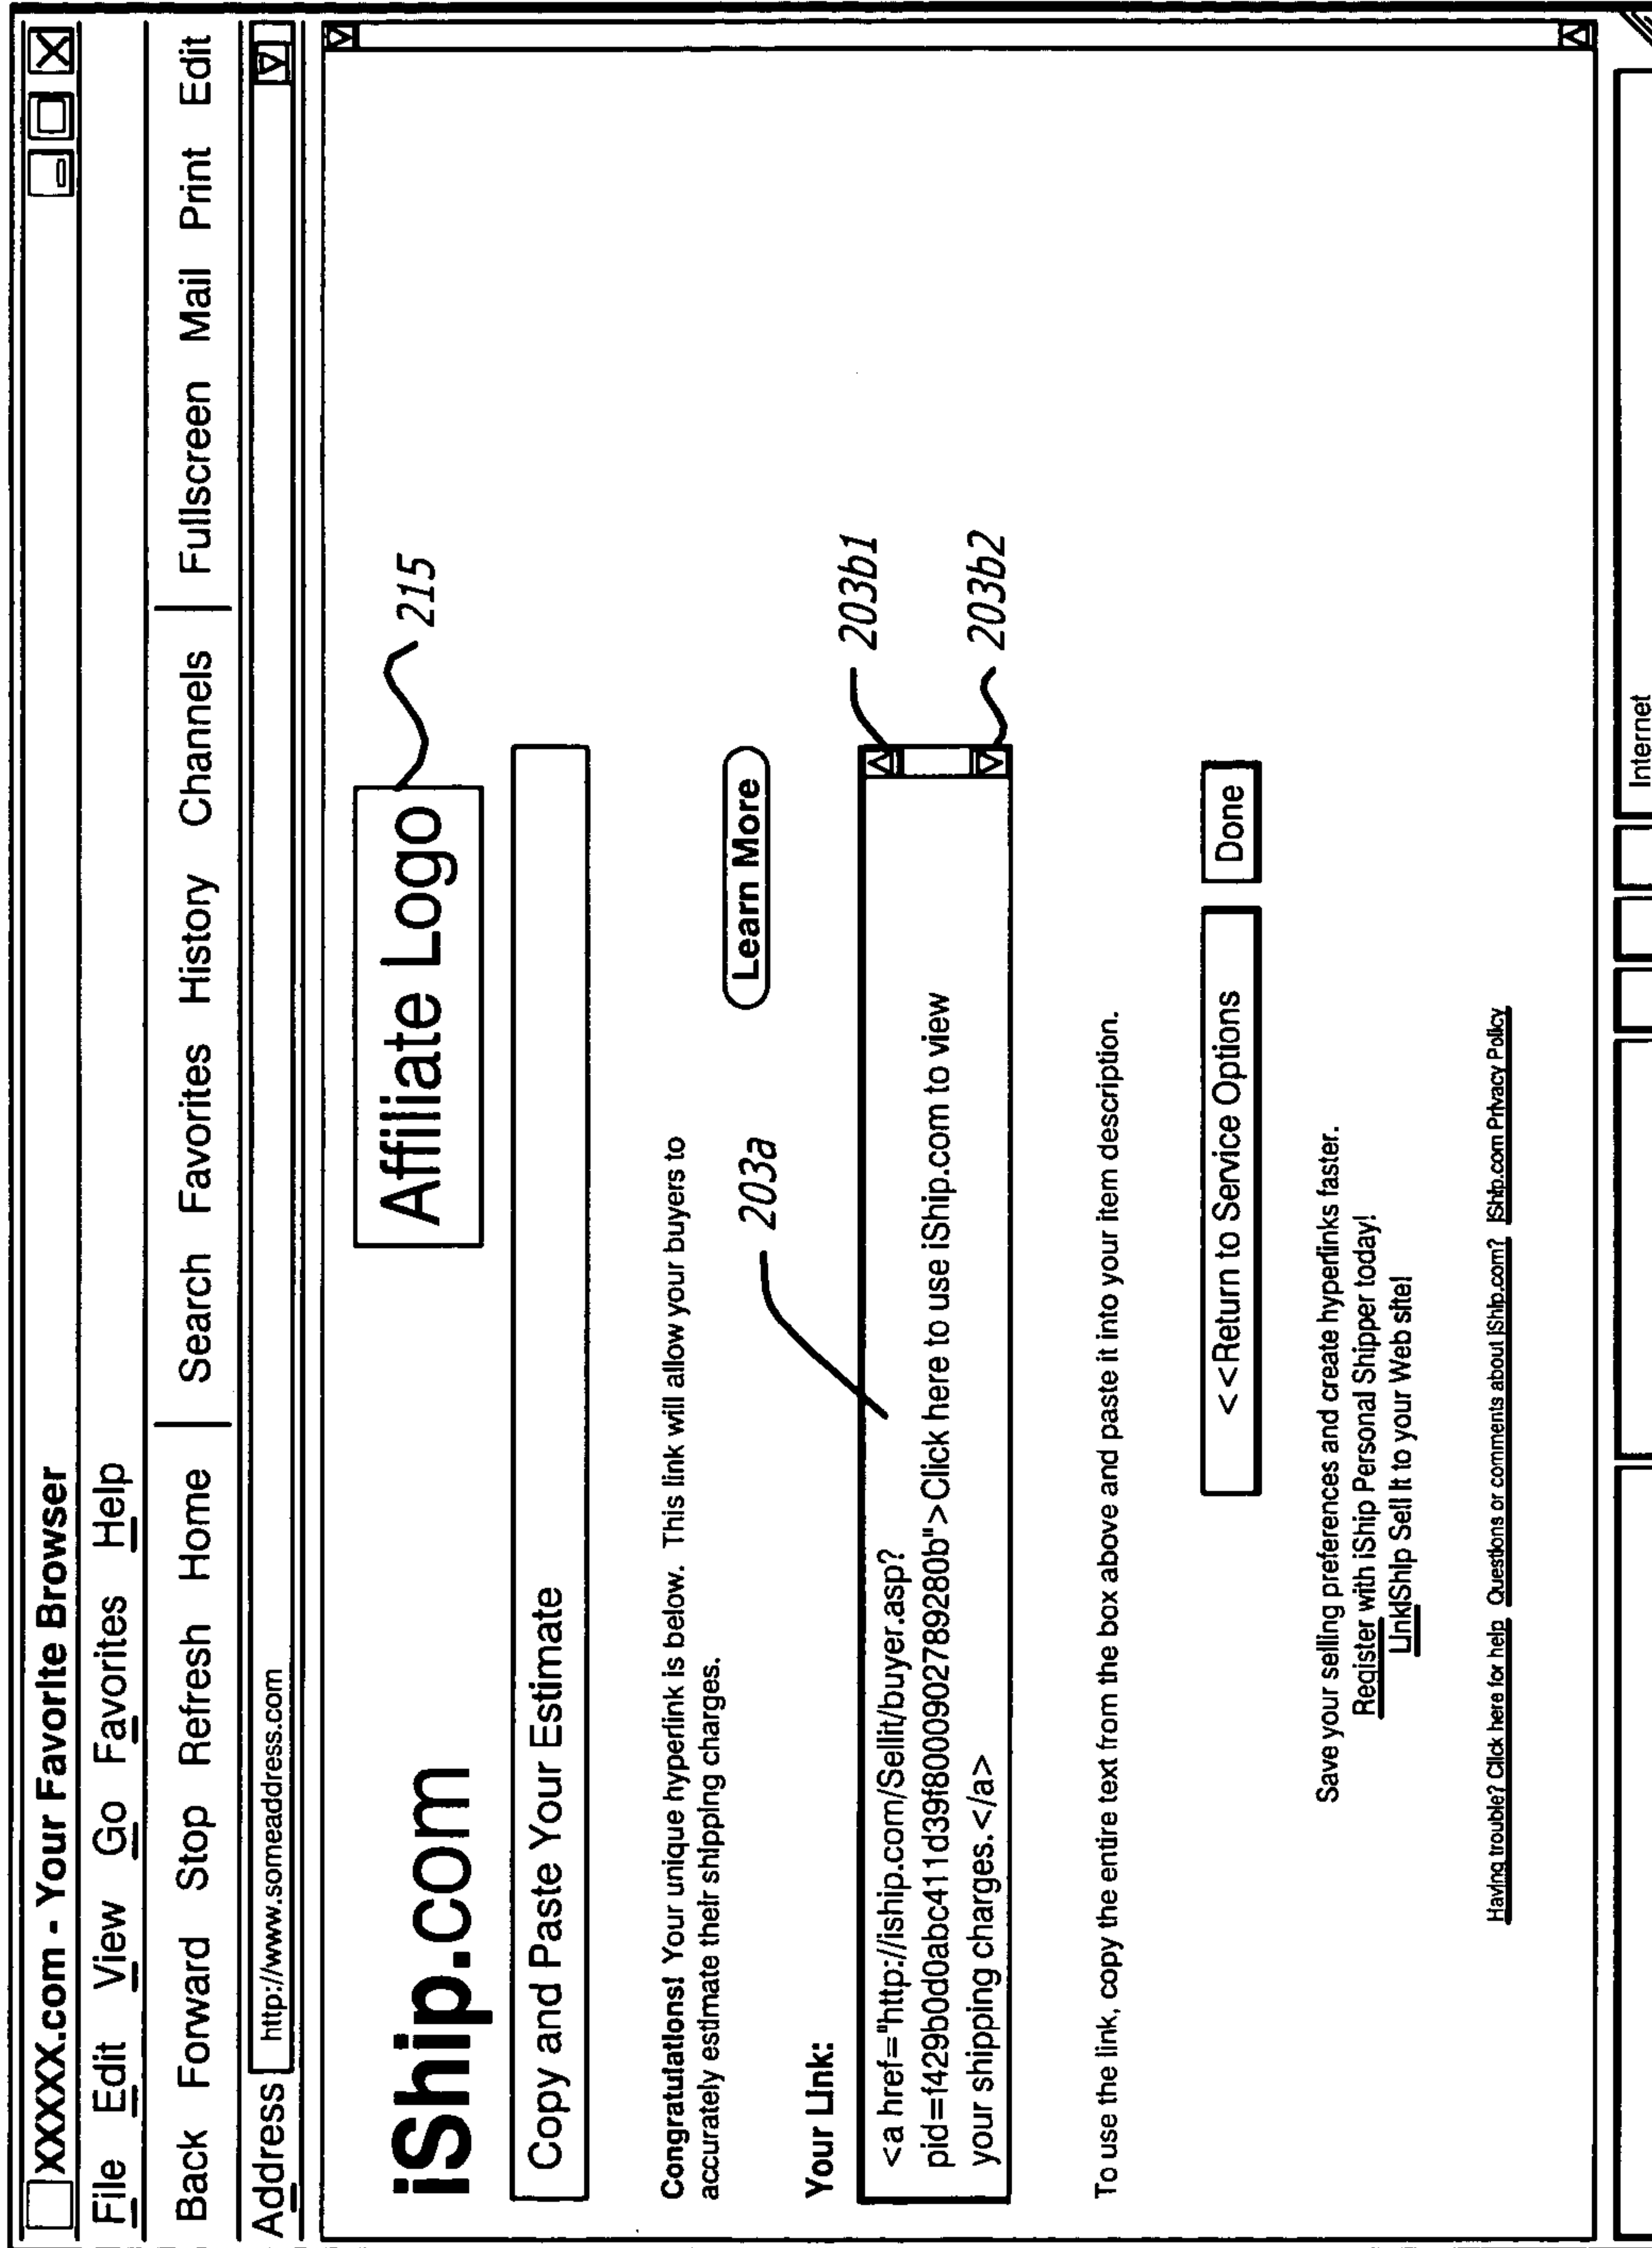 XXXXX.com - Your Favorite Browser
File Edit View Go Favorites Help
Back Forward Stop Refresh Home | Search Favorites History Channels | Fullscreen Mail Print Edit
Address http://www.someaddress.com
iShip.com
Affiliate Logo
215
Copy and Paste Your Estimate
Congratulations! Your unique hyperlink is below. This link will allow your buyers to
accurately estimate their shipping charges.
Learn More
203a
Your Link:
203b1
<a href="http://iship.com/Sellit/buyer.asp?
pid=f429b0d0abc411d39f8000902789280b">Click here to use iShip.com to view
your shipping charges.</a>
203b2
To use the link, copy the entire text from the box above and paste it into your item description.
<<Return to Service Options
Done
Save your selling preferences and create hyperlinks faster.
Register with iShip Personal Shipper today!
Link iShip Sell It to your Web site!
Having trouble? Click here for help Questions or comments about iShip.com? iShip.com Privacy Policy
Internet